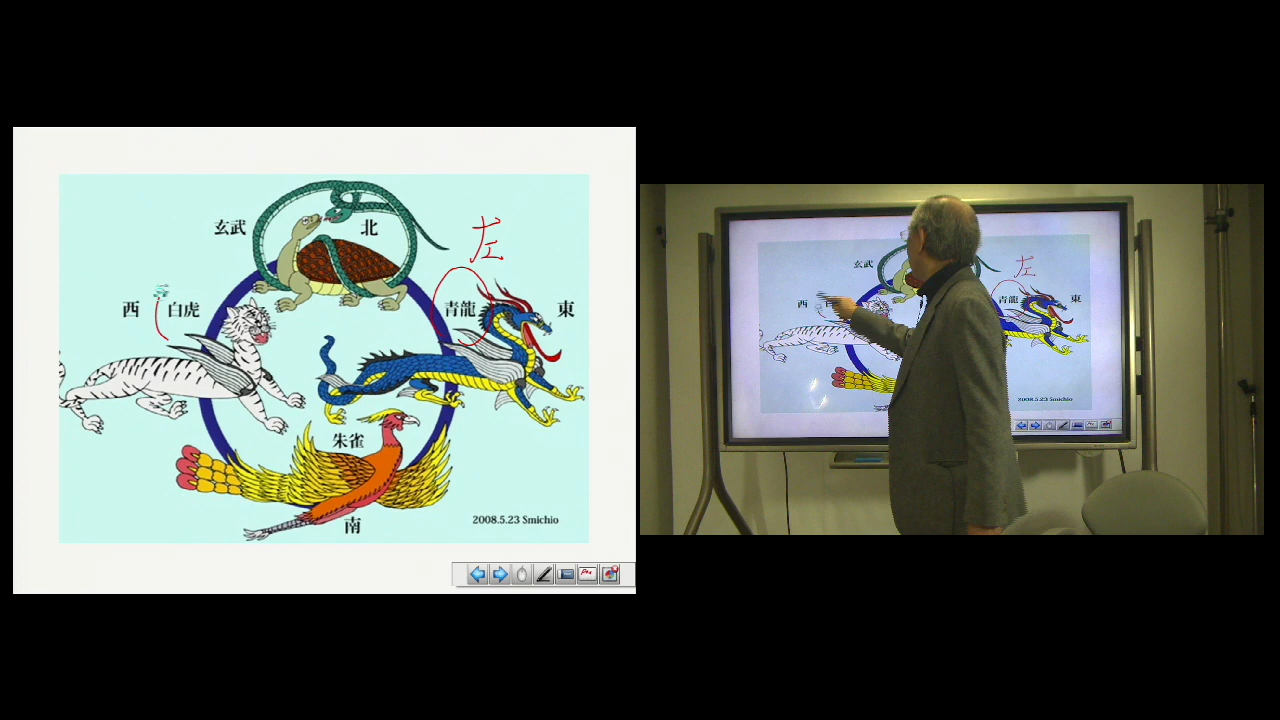 玄武
北
左
西
白虎
青龍
東
朱雀
南
2008.5.23 Smichio
玄武
左
西
青龍
東
2008.5.23 Smichio